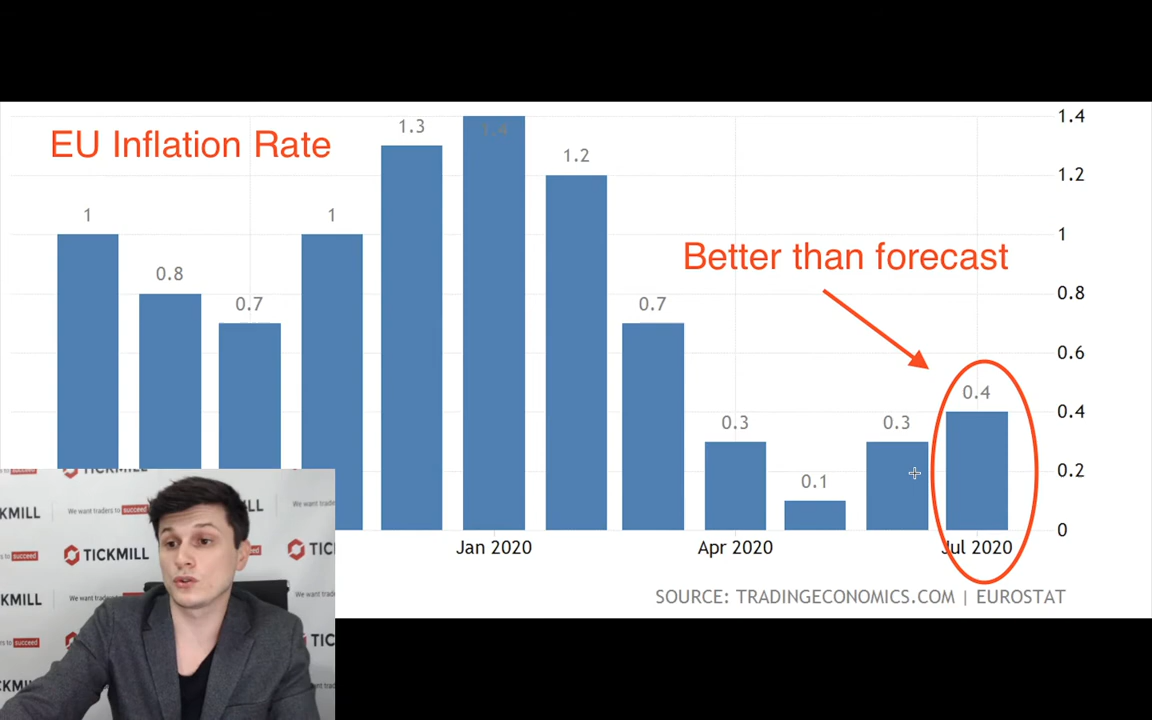 EU Inflation Rate
1
0.8
0.7
1
1.3
1.4
1.2
0.7
0.3
0.1
0.3
0.4
Better than forecast
1.4
1.2
1
0.8
0.6
0.4
0.2
0
Jan 2020
Apr 2020
Jul 2020
SOURCE: TRADINGECONOMICS.COM | EUROSTAT
TICKMILL
We want traders to succeed
TICKMILL